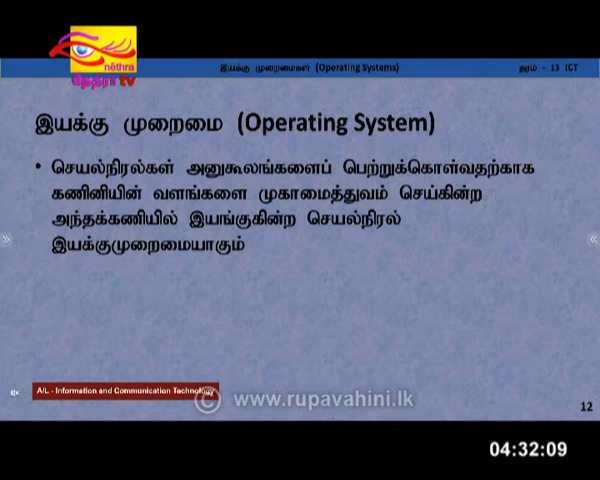 nēthra
நேத்ரா tv
இயக்கு முறைமைகள் (Operating Systems)
தரம் - 13 ICT
இயக்கு முறைமை (Operating System)
• செயல்நிரல்கள் அனுகூலங்களைப் பெற்றுக்கொள்வதற்காக
கணினியின் வளங்களை முகாமைத்துவம் செய்கின்ற
அந்தக்கணியில் இயங்குகின்ற செயல்நிரல்
இயக்குமுறைமையாகும்
A/L - Information and Communication Technology
© www.rupavahini.lk
12
04:32:09